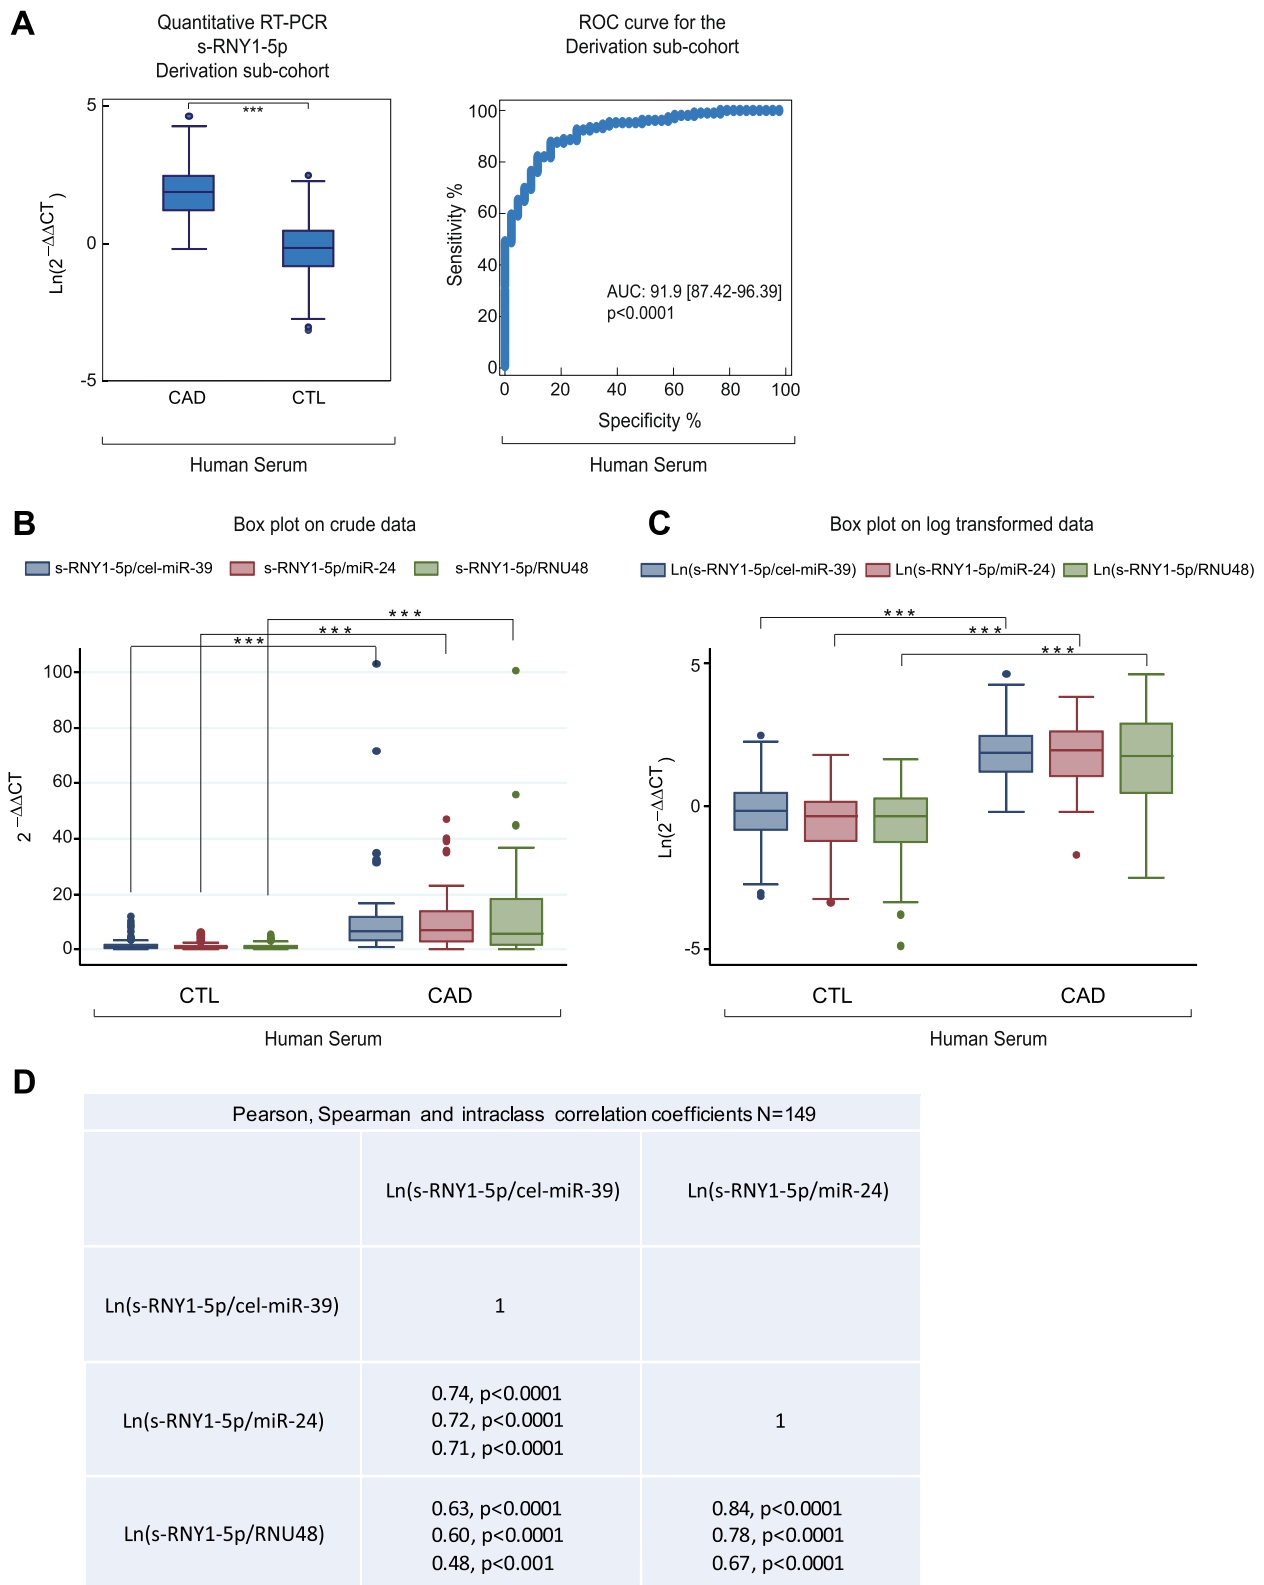 A
Quantitative RT-PCR
s-RNY1-5p
Derivation sub-cohort
5
0
-5
Ln(2^−ΔΔCT)
***
CAD CTL
Human Serum
ROC curve for the
Derivation sub-cohort
100
80
60
40
20
0
Sensitivity %
AUC: 91.9 [87.42-96.39]
p<0.0001
0 20 40 60 80 100
Specificity %
Human Serum
B
Box plot on crude data
s-RNY1-5p/cel-miR-39 s-RNY1-5p/miR-24 s-RNY1-5p/RNU48
***
***
***
100
80
60
40
20
0
2^−ΔΔCT
CTL CAD
Human Serum
C
Box plot on log transformed data
Ln(s-RNY1-5p/cel-miR-39) Ln(s-RNY1-5p/miR-24) Ln(s-RNY1-5p/RNU48)
***
***
***
5
0
-5
Ln(2^−ΔΔCT)
CTL CAD
Human Serum
D
Pearson, Spearman and intraclass correlation coefficients N=149
Ln(s-RNY1-5p/cel-miR-39) Ln(s-RNY1-5p/miR-24)
Ln(s-RNY1-5p/cel-miR-39) 1
Ln(s-RNY1-5p/miR-24)
0.74, p<0.0001
0.72, p<0.0001
0.71, p<0.0001
1
Ln(s-RNY1-5p/RNU48)
0.63, p<0.0001
0.60, p<0.0001
0.48, p<0.001
0.84, p<0.0001
0.78, p<0.0001
0.67, p<0.0001